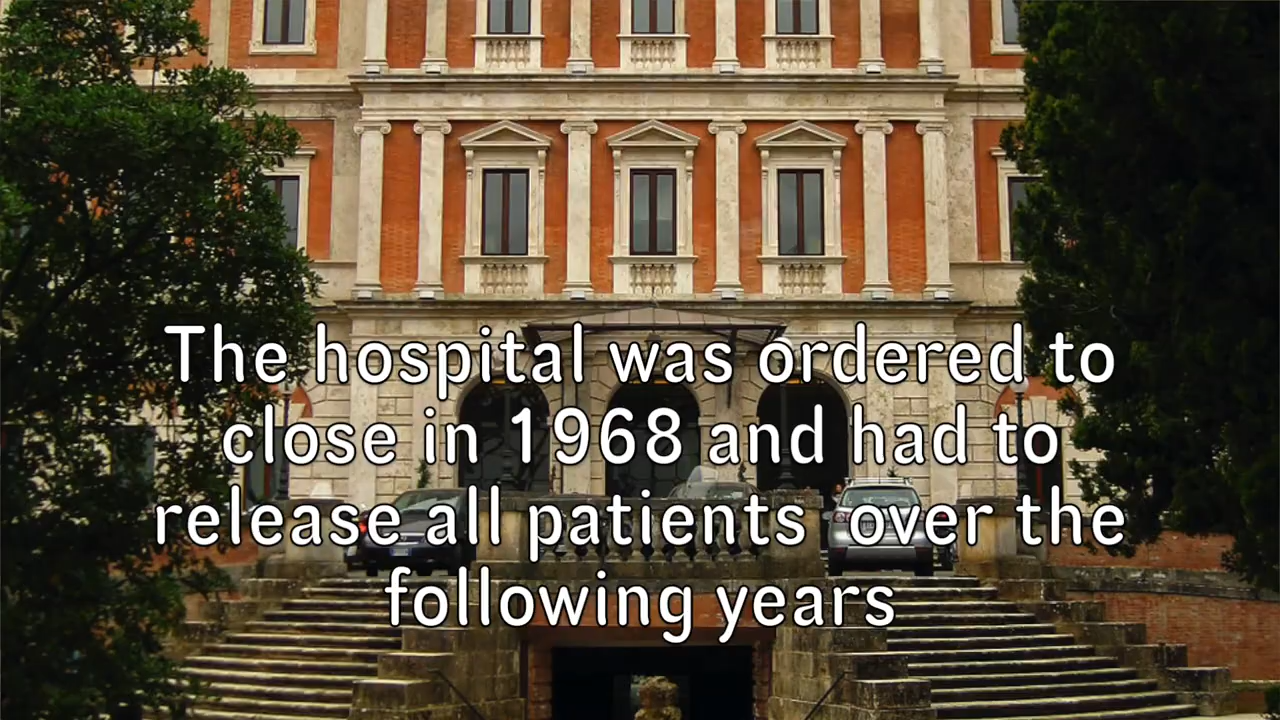 The hospital was ordered to
close in 1968 and had to
release all patients  over the
following years